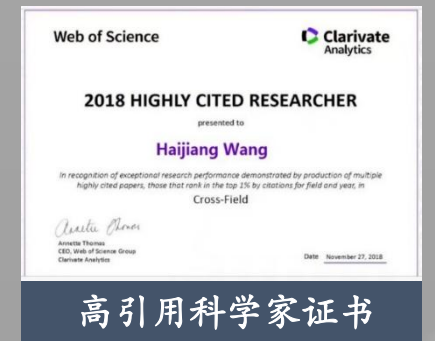 Web of Science
Clarivate
Analytics
2018 HIGHLY CITED RESEARCHER
presented to
Haijiang Wang
In recognition of exceptional research performance demonstrated by production of multiple
highly cited papers, those that rank in the top 1% by citations for field and year, in
Cross-Field
Annette Thomas
Annette Thomas
CEO, Web of Science Group
Clarivate Analytics
Date November 27, 2018
高引用科学家证书